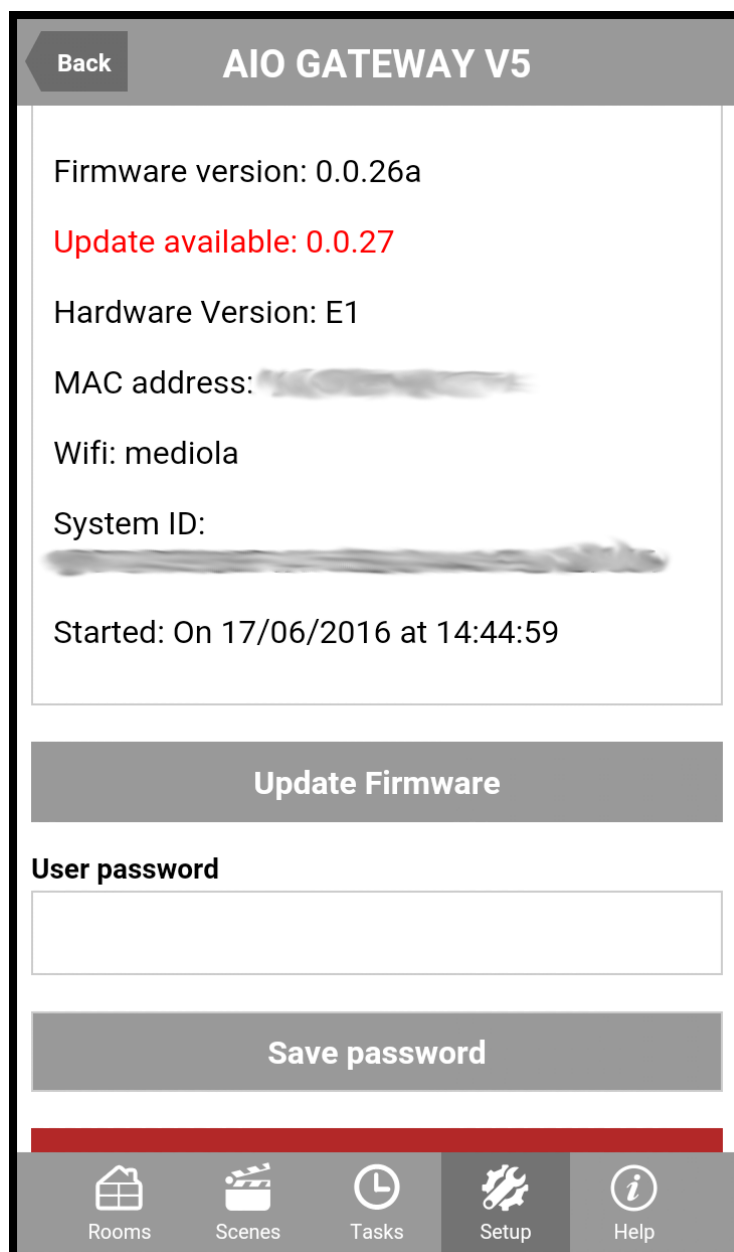 Back
AIO GATEWAY V5
Firmware version: 0.0.26a
Update available: 0.0.27
Hardware Version: E1
MAC address:
Wifi: mediola
System ID:
Started: On 17/06/2016 at 14:44:59
Update Firmware
User password
Save password
Rooms Scenes Tasks Setup Help